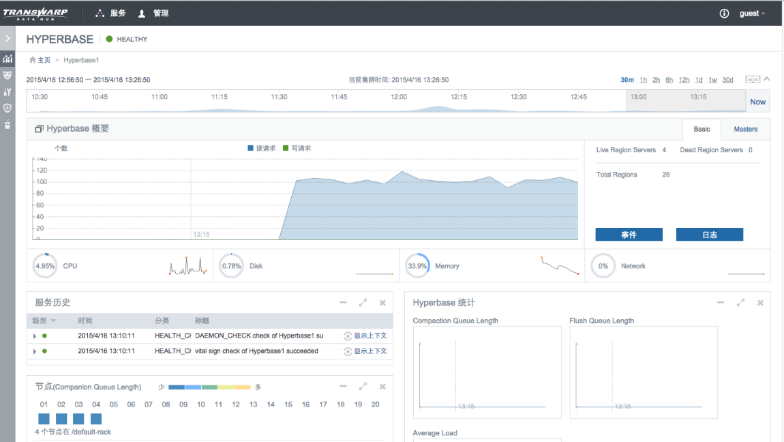 TRANSWARP
DATA HUB
服务
管理
guest
HYPERBASE
HEALTHY
主页 > Hyperbase1
2015/4/16 12:56:50 — 2015/4/16 13:26:50
当前集群时间: 2015/4/16 13:26:50
30m 1h 2h 6h 12h 1d 1w 30d
10:30 10:45 11:00 11:15 11:30 11:45 12:00 12:15 12:30 12:45 13:00 13:15
Now
Hyperbase 概要
Basic
Masters
个数
读请求
写请求
140
120
100
80
60
40
20
0
13:15
Live Region Servers 4
Dead Region Servers 0
Total Regions 26
事件
日志
4.95% CPU
0.78% Disk
33.9% Memory
0% Network
服务历史
级别 时间 分类 标题
2015/4/16 13:10:11 HEALTH_CH DAEMON_CHECK check of Hyperbase1 su 显示上下文
2015/4/16 13:10:11 HEALTH_CH vital sign check of Hyperbase1 succeeded 显示上下文
节点(Companion Queue Length)
少
多
01 02 03 04 05 06 07 08 09 10 11 12 13 14 15 16 17 18 19 20
4 个节点在 /default-rack
Hyperbase 统计
Compaction Queue Length
13:15
Flush Queue Length
13:15
Average Load